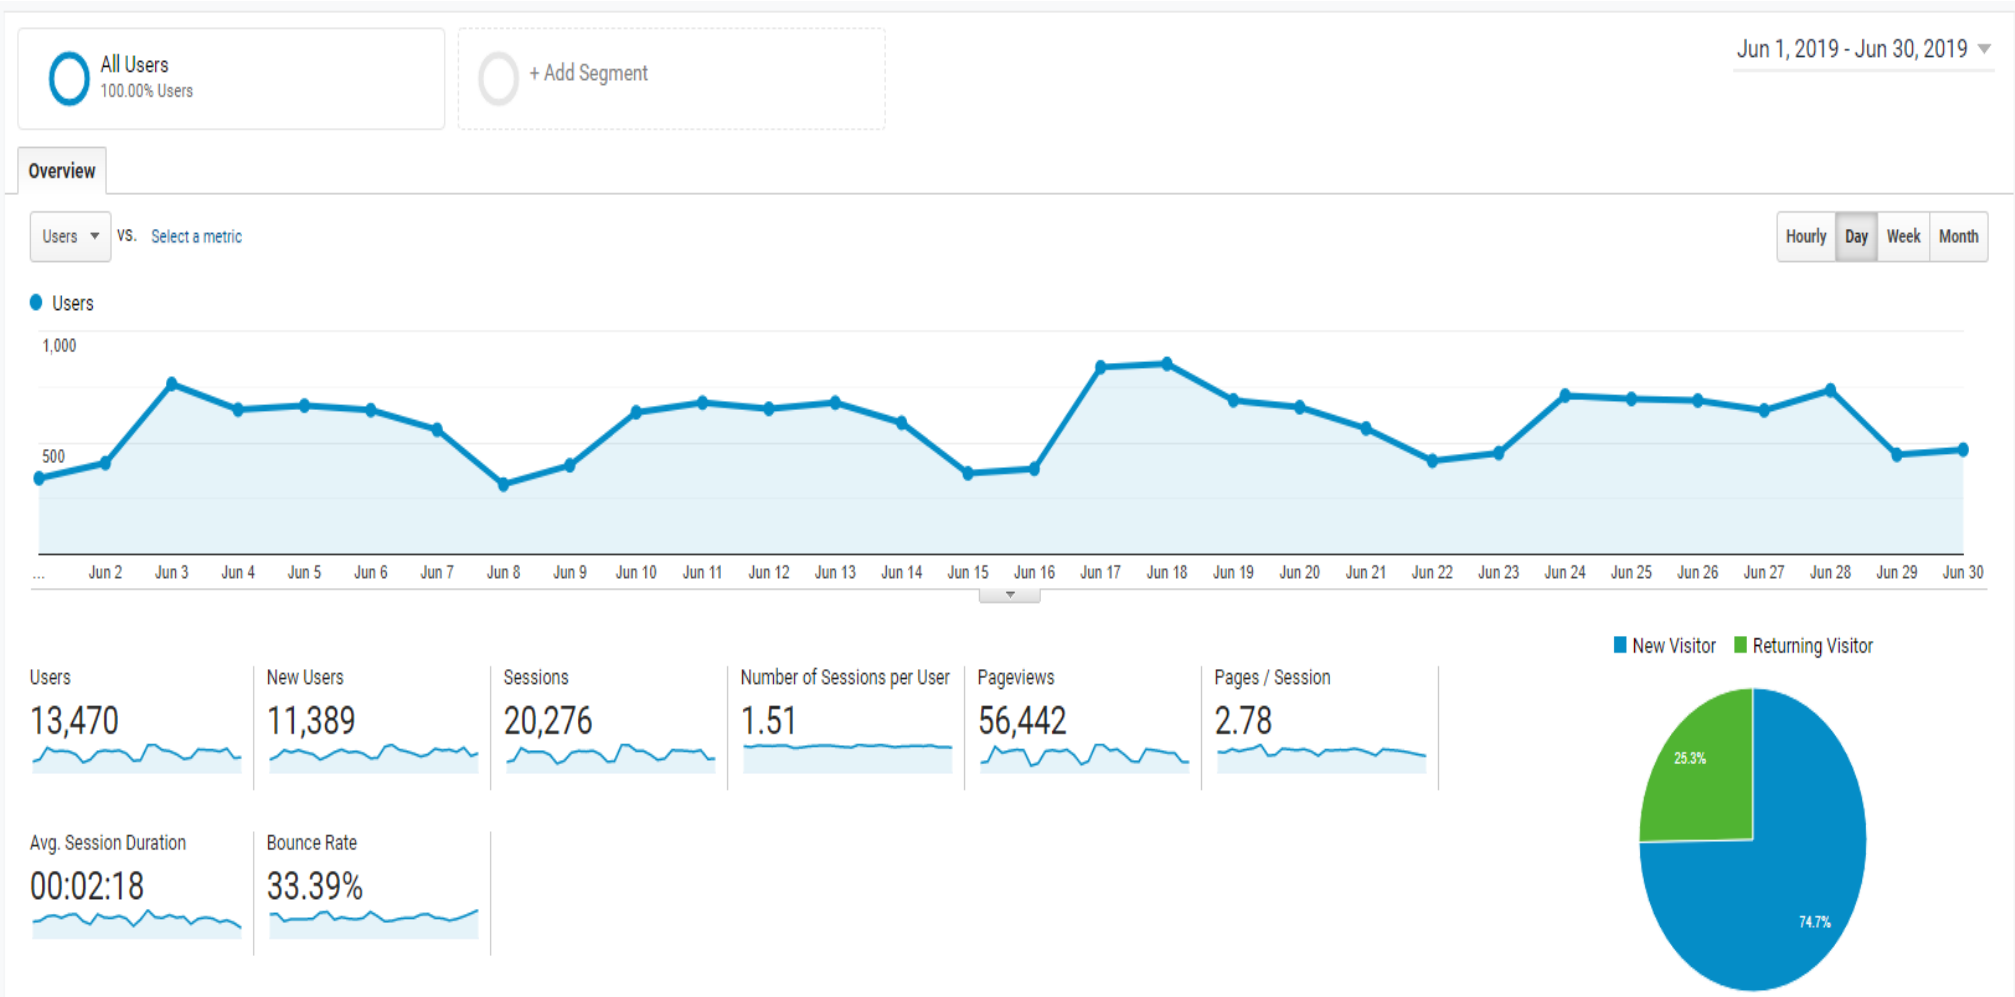 All Users
100.00% Users
+ Add Segment
Jun 1, 2019 - Jun 30, 2019
Overview
Users
VS.
Select a metric
Hourly Day Week Month
Users
1,000
500
... Jun 2 Jun 3 Jun 4 Jun 5 Jun 6 Jun 7 Jun 8 Jun 9 Jun 10 Jun 11 Jun 12 Jun 13 Jun 14 Jun 15 Jun 16 Jun 17 Jun 18 Jun 19 Jun 20 Jun 21 Jun 22 Jun 23 Jun 24 Jun 25 Jun 26 Jun 27 Jun 28 Jun 29 Jun 30
Users
13,470
New Users
11,389
Sessions
20,276
Number of Sessions per User
1.51
Pageviews
56,442
Pages / Session
2.78
Avg. Session Duration
00:02:18
Bounce Rate
33.39%
New Visitor Returning Visitor
25.3%
74.7%